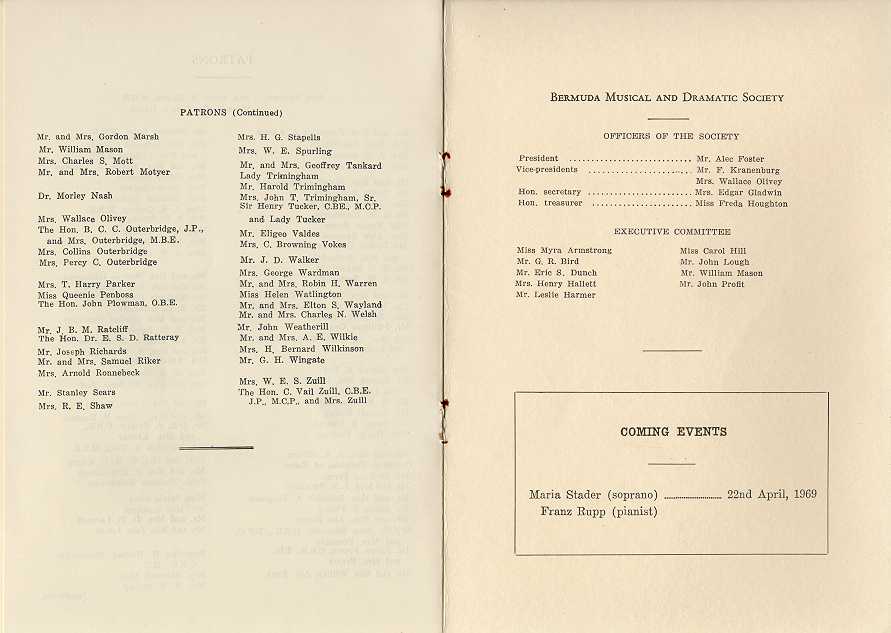 PATRONS (Continued)
Mr. and Mrs. Gordon Marsh
Mr. William Mason
Mrs. Charles S. Mott
Mr. and Mrs. Robert Motyer
Dr. Morley Nash
Mrs. Wallace Olivey
The Hon. B. C. C. Outerbridge, J.P.,
and Mrs. Outerbridge, M.B.E.
Mrs. Collins Outerbridge
Mrs. Percy C. Outerbridge
Mrs. T. Harry Parker
Miss Queenie Penboss
The Hon. John Plowman, O.B.E.
Mr. J. B. M. Ratcliff
The Hon. Dr. E. S. D. Ratteray
Mr. Joseph Richards
Mr. and Mrs. Samuel Riker
Mrs. Arnold Ronnebeck
Mr. Stanley Sears
Mrs. R. E. Shaw
Mrs. H. G. Stapells
Mrs. W. E. Spurling
Mr. and Mrs. Geoffrey Tankard
Lady Trimingham
Mr. Harold Trimingham
Mrs. John T. Trimingham, Sr.
Sir Henry Tucker, C.B.E., M.C.P.
and Lady Tucker
Mr. Eligeo Valdes
Mrs. C. Browning Vokes
Mr. J. D. Walker
Mrs. George Wardman
Mr. and Mrs. Robin H. Warren
Miss Helen Watlington
Mr. and Mrs. Elton S. Wayland
Mr. and Mrs. Charles N. Welsh
Mr. John Weatherill
Mr. and Mrs. A. E. Wilkie
Mrs. H. Bernard Wilkinson
Mr. G. H. Wingate
Mrs. W. E. S. Zuill
The Hon. C. Vail Zuill, C.B.E.
J.P., M.C.P., and Mrs. Zuill
BERMUDA MUSICAL AND DRAMATIC SOCIETY
OFFICERS OF THE SOCIETY
President ............................ Mr. Alec Foster
Vice-presidents ........................ Mr. F. Kranenburg
Mrs. Wallace Olivey
Hon. secretary ........................ Mrs. Edgar Gladwin
Hon. treasurer ....................... Miss Freda Houghton
EXECUTIVE COMMITTEE
Miss Myra Armstrong
Mr. G. R. Bird
Mr. Eric S. Dunch
Mrs. Henry Hallett
Mr. Leslie Harmer
Miss Carol Hill
Mr. John Lough
Mr. William Mason
Mr. John Profit
COMING EVENTS
Maria Stader (soprano) ........................ 22nd April, 1969
Franz Rupp (pianist)